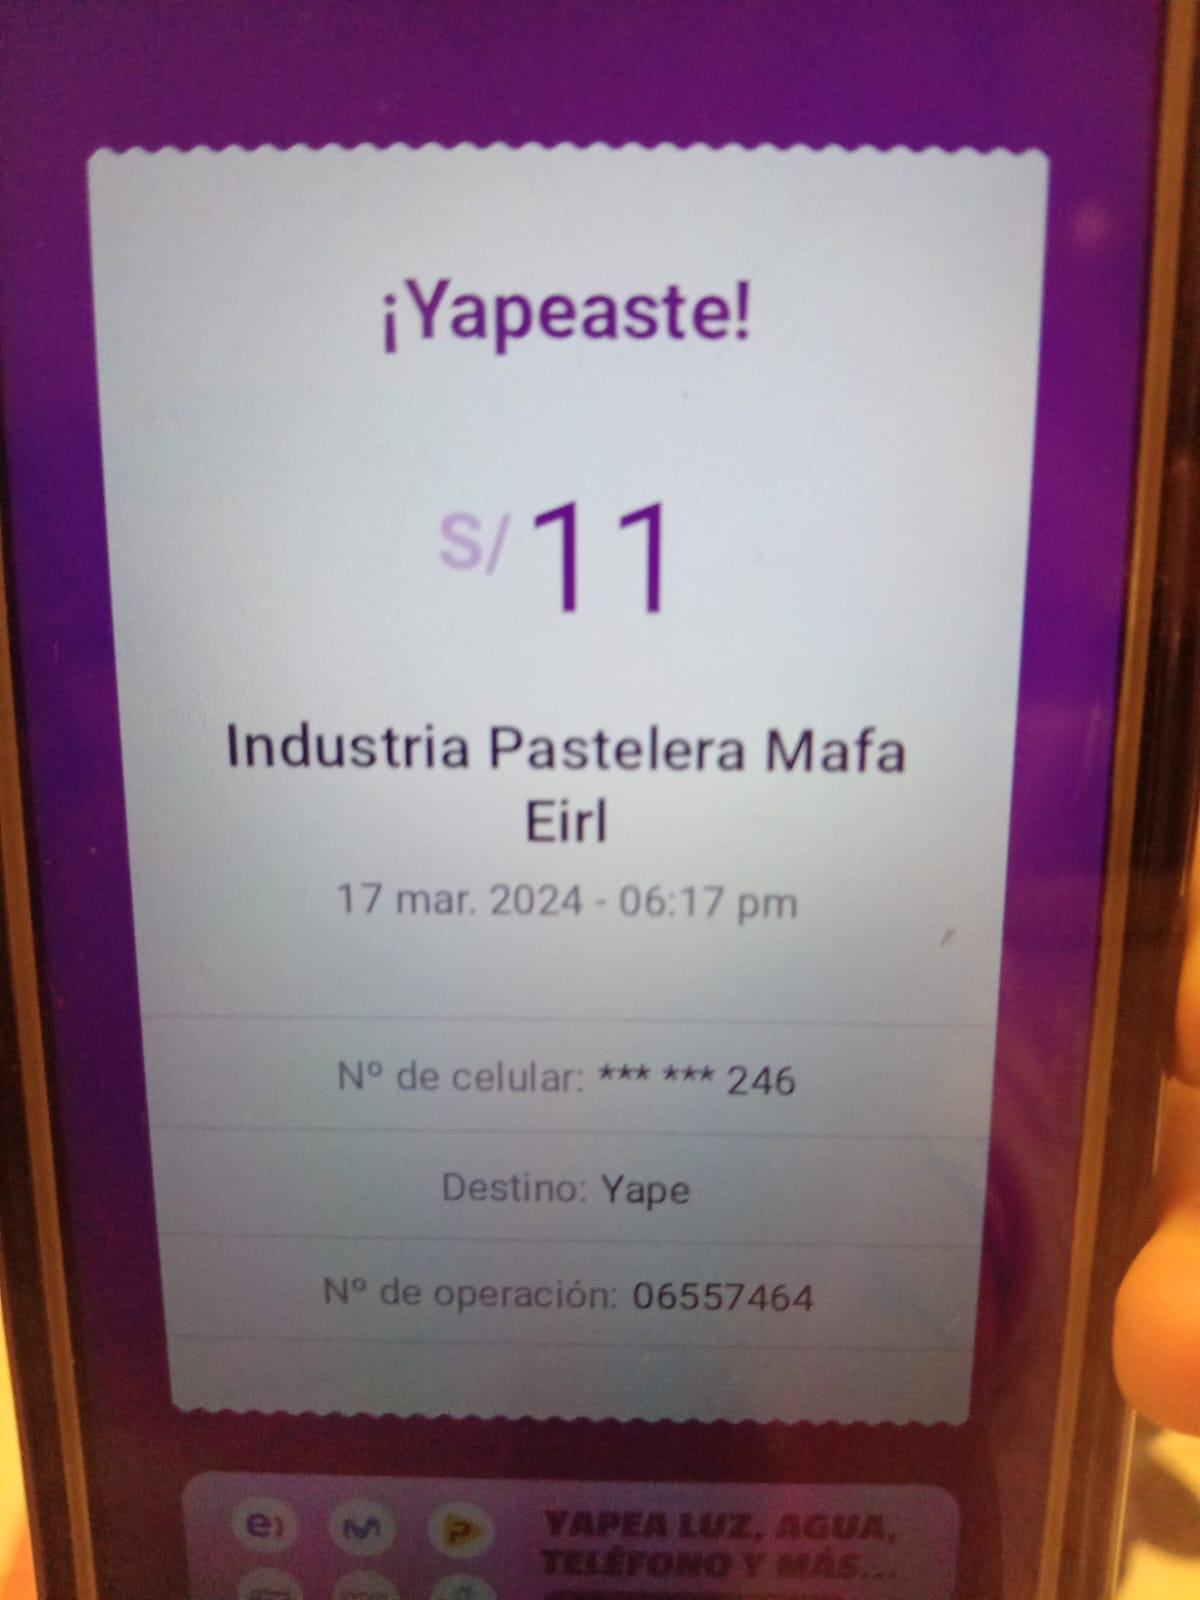 ¡Yapeaste!
S/11
Industria Pastelera Mafa
Eirl
17 mar. 2024 - 06:17 pm
Nº de celular: *** *** 246
Destino: Yape
Nº de operación: 06557464
e)
P
YAPEA LUZ, AGUA,
TELÉFONO Y MÁS...